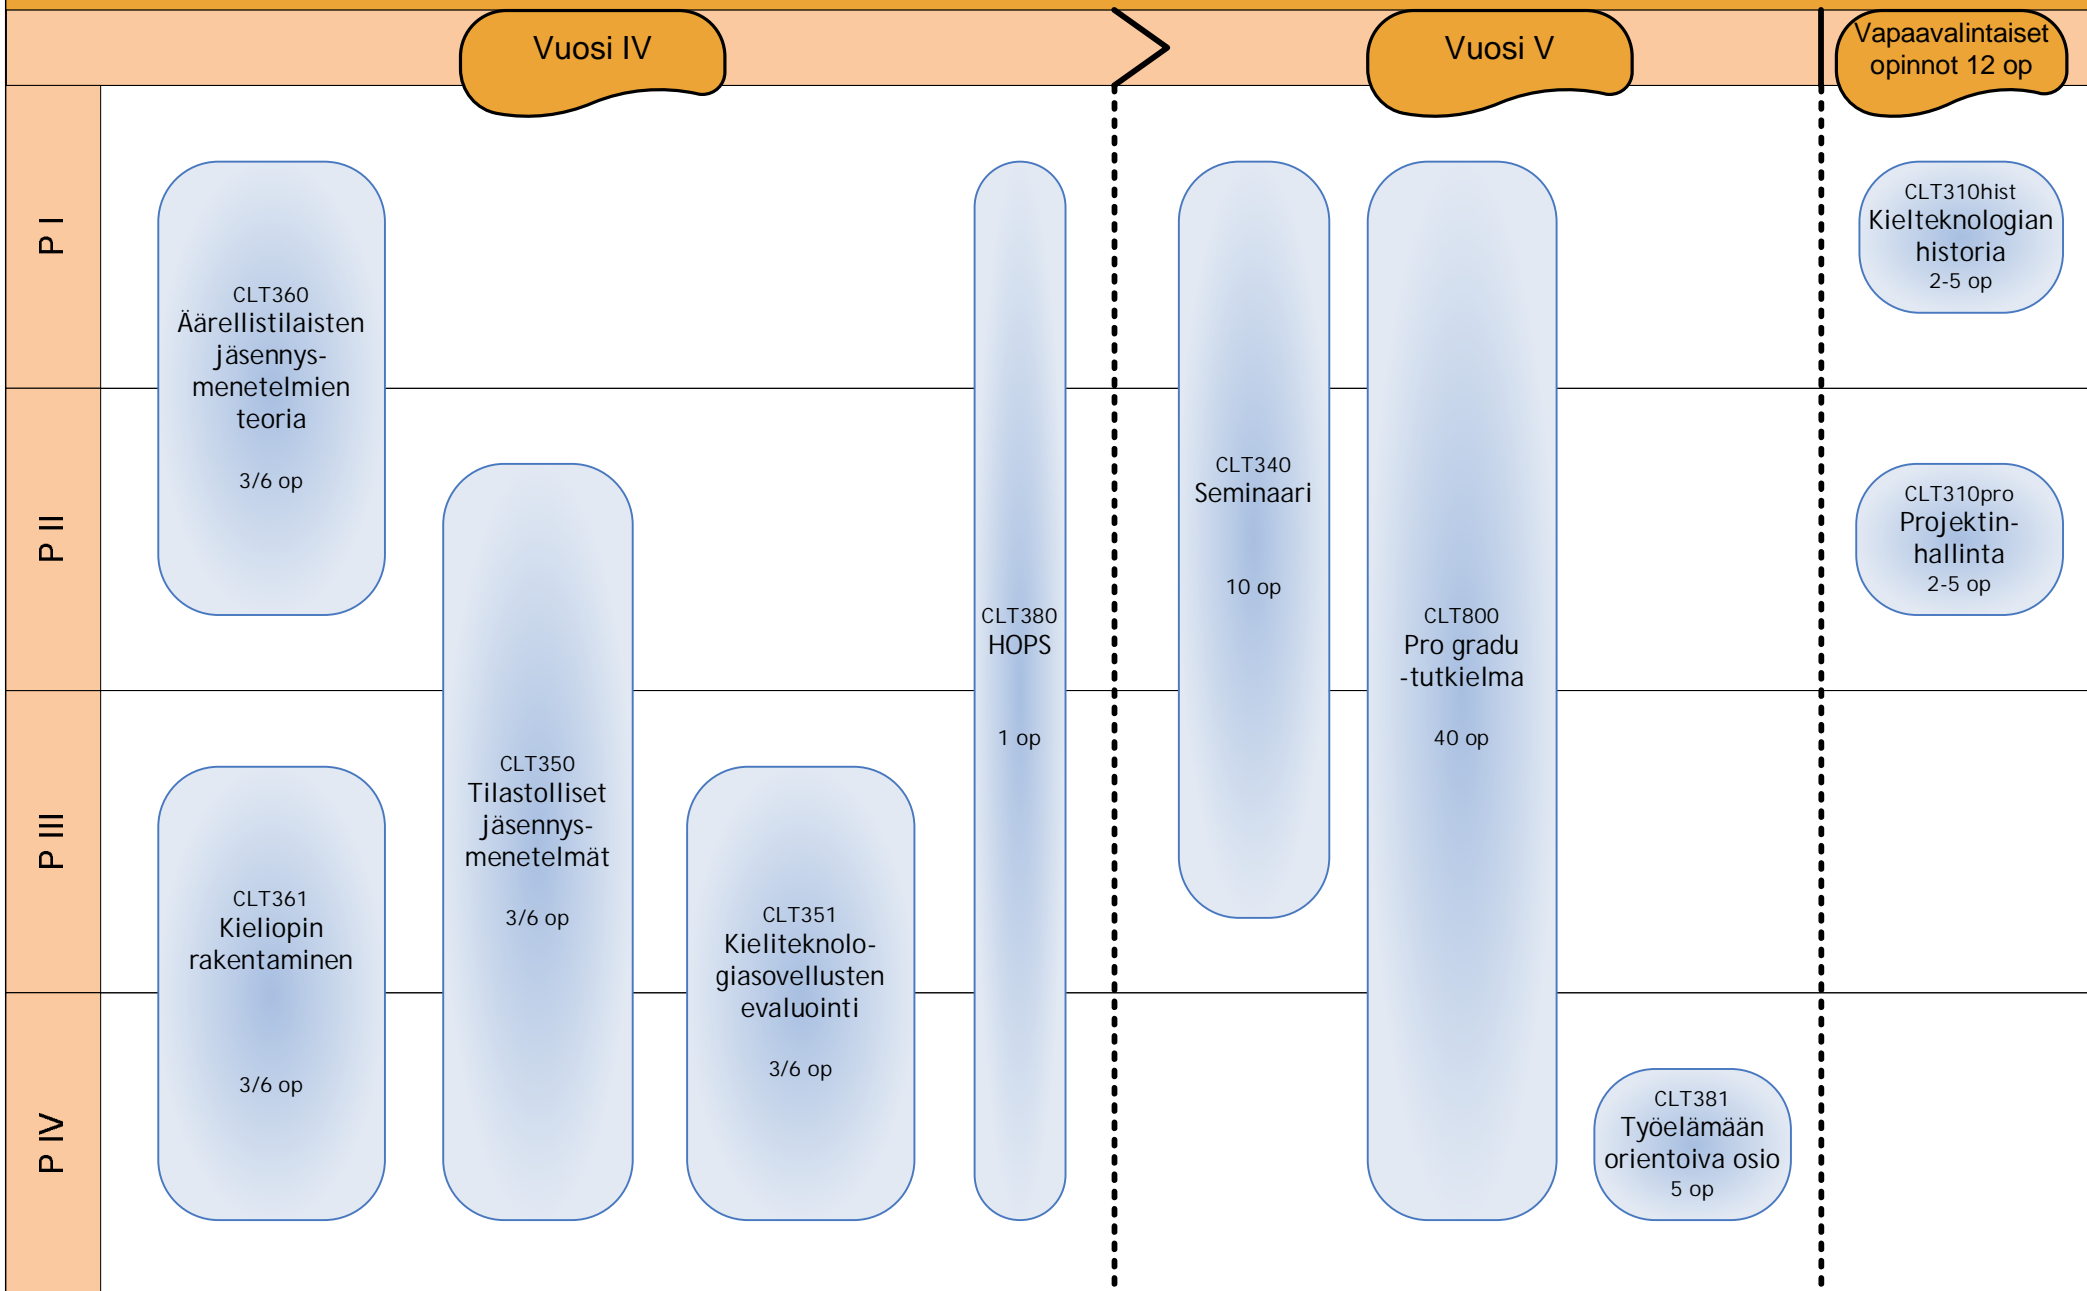 Vuosi IV
Vuosi V
Vapaavalintaiset
opinnot 12 op
P I
P II
P III
P IV
CLT360
Äärellistilaisten
jäsennys-
menetelmien
teoria
3/6 op
CLT361
Kieliopin
rakentaminen
3/6 op
CLT350
Tilastolliset
jäsennys-
menetelmät
3/6 op
CLT351
Kieliteknolo-
giasovellusten
evaluointi
3/6 op
CLT380
HOPS
1 op
CLT340
Seminaari
10 op
CLT800
Pro gradu
-tutkielma
40 op
CLT381
Työelämään
orientoiva osio
5 op
CLT310hist
Kielteknologian
historia
2-5 op
CLT310pro
Projektin-
hallinta
2-5 op